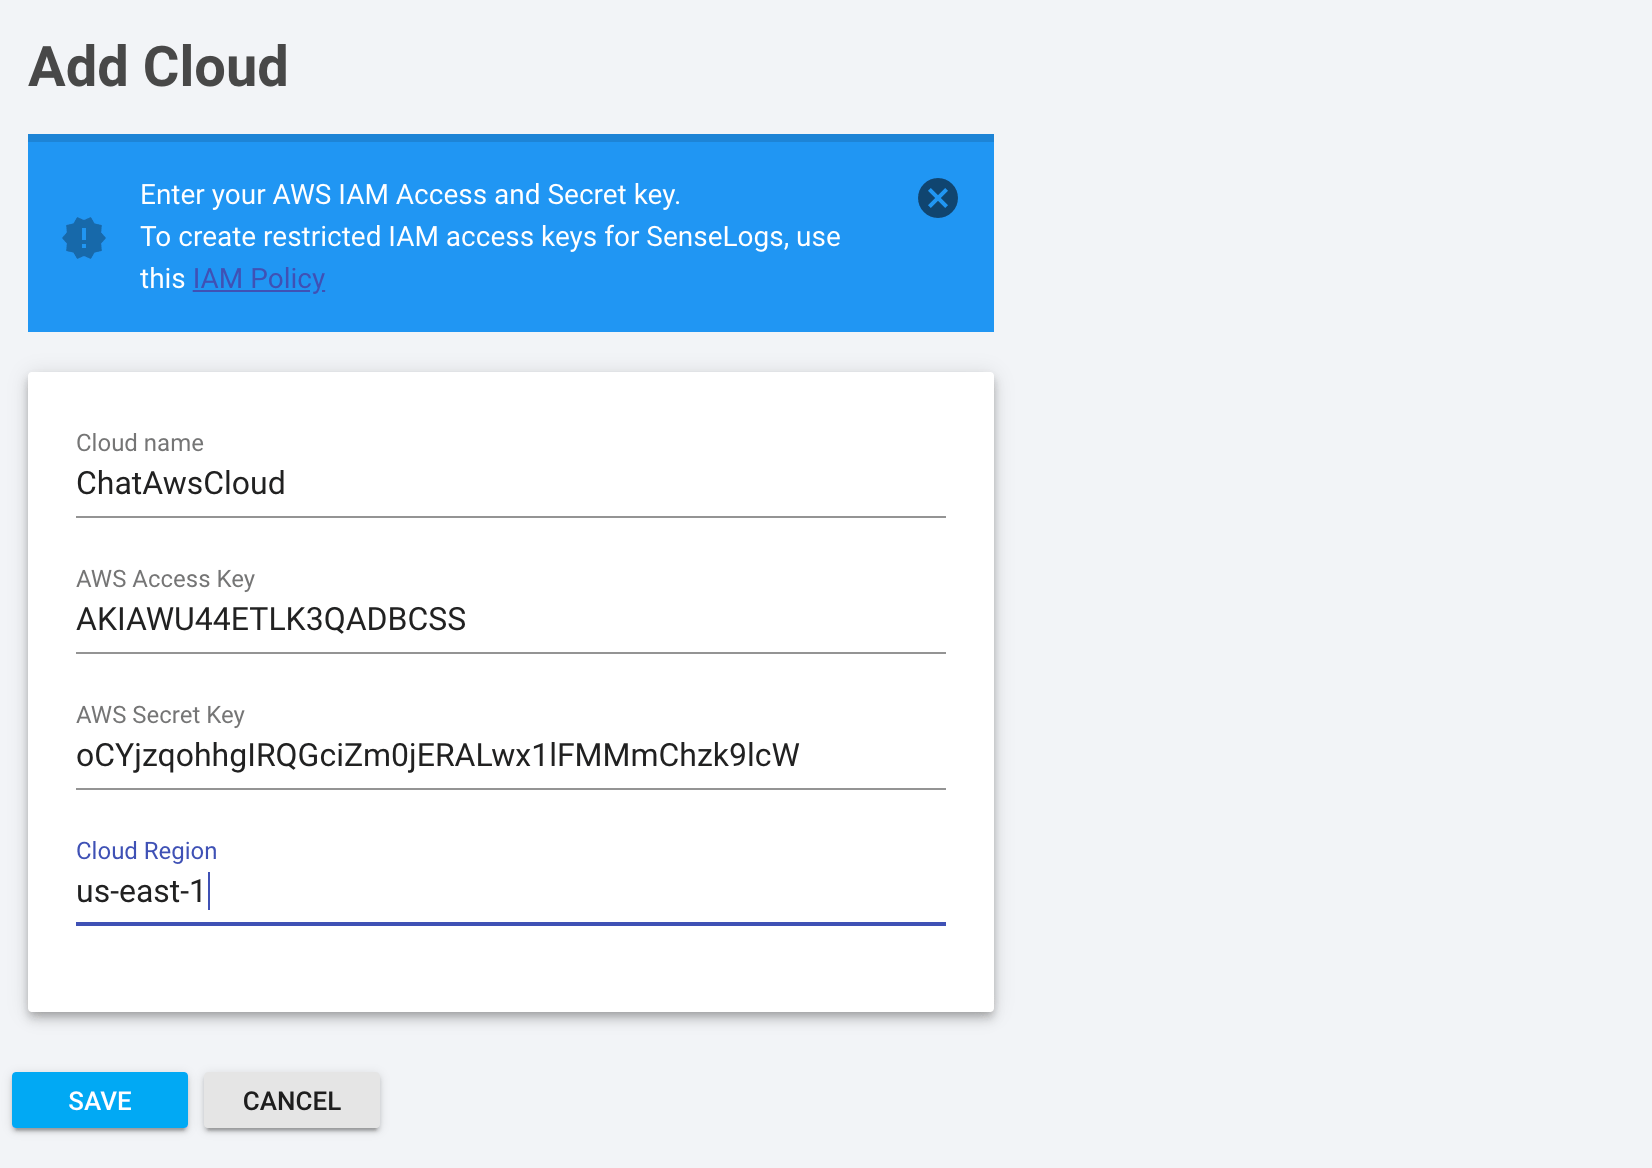 Add Cloud
Enter your AWS IAM Access and Secret key.
To create restricted IAM access keys for SenseLogs, use
this IAM Policy
Cloud name
ChatAwsCloud
AWS Access Key
AKIAWU44ETLK3QADBCSS
AWS Secret Key
oCYjzqohhgIRQGciZm0jERALwx1lFMMmChzk9lcW
Cloud Region
us-east-1
SAVE
CANCEL